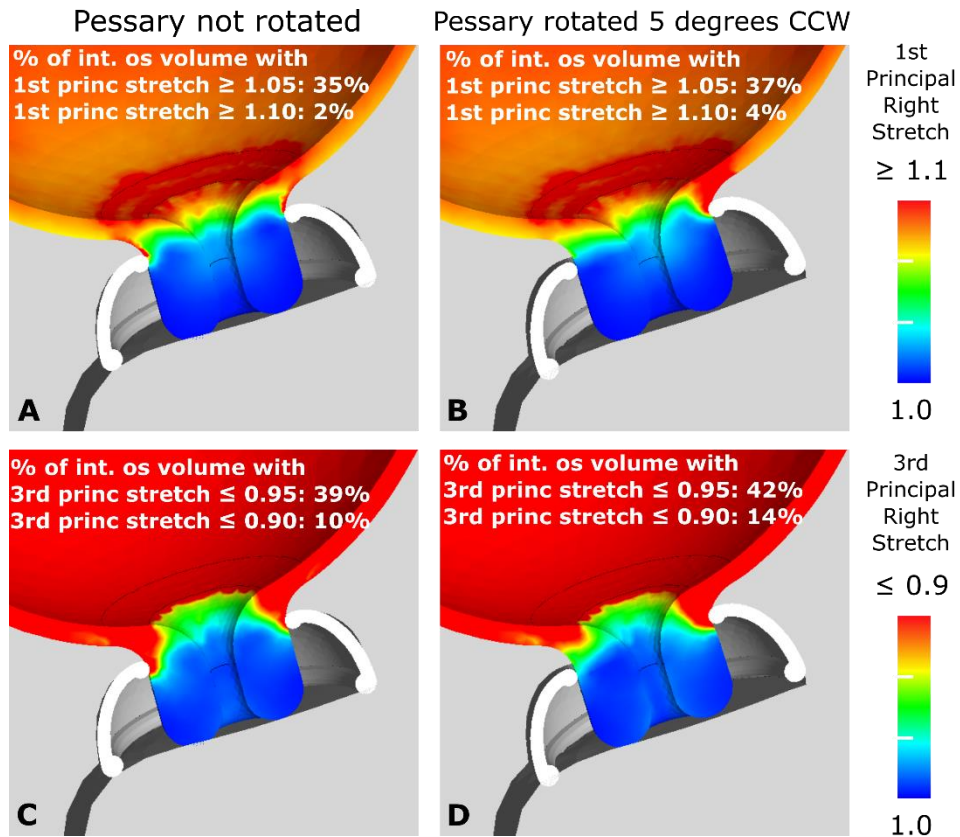 Pessary not rotated
Pessary rotated 5 degrees CCW
% of int. os volume with
1st princ stretch ≥ 1.05: 35%
1st princ stretch ≥ 1.10: 2%
A
% of int. os volume with
1st princ stretch ≥ 1.05: 37%
1st princ stretch ≥ 1.10: 4%
B
1st
Principal
Right
Stretch
≥ 1.1
1.0
% of int. os volume with
3rd princ stretch ≤ 0.95: 39%
3rd princ stretch ≤ 0.90: 10%
C
% of int. os volume with
3rd princ stretch ≤ 0.95: 42%
3rd princ stretch ≤ 0.90: 14%
D
3rd
Principal
Right
Stretch
≤ 0.9
1.0